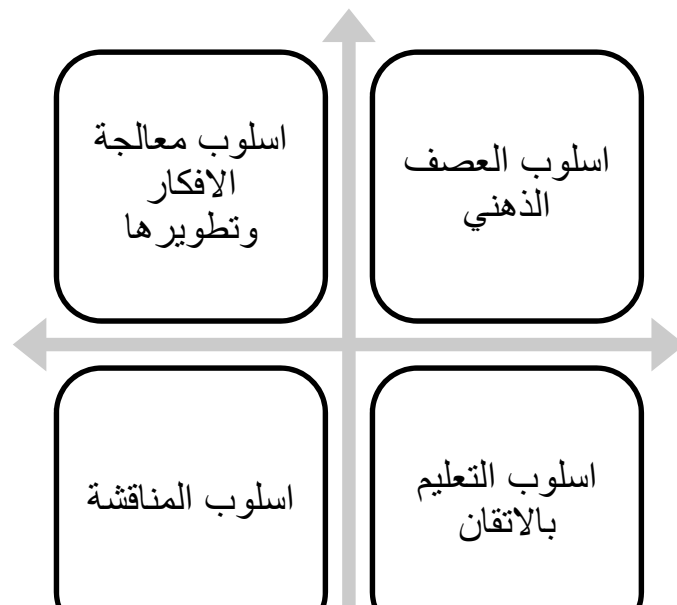 اسلوب العصف
الذهني
اسلوب معالجة
الافكار
وتطويرها
اسلوب التعليم
بالاتقان
اسلوب المناقشة